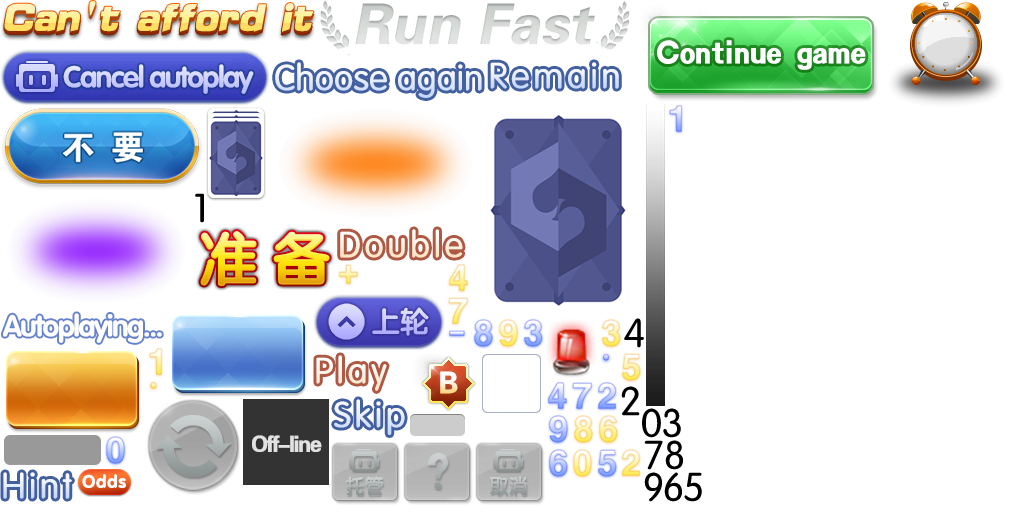 Can't afford it
Run Fast
Continue game
Cancel autoplay
Choose again
Remain
1
不要
1
准备
Double
+
4
7
-
上轮
Autoplaying...
1
.
8 9 3
3 4
.
5
Play
B
4 7 2
2
Skip
9 8 6
03
Off-line
0
6 0 5 2
78
托管
?
取消
Hint
Odds
965